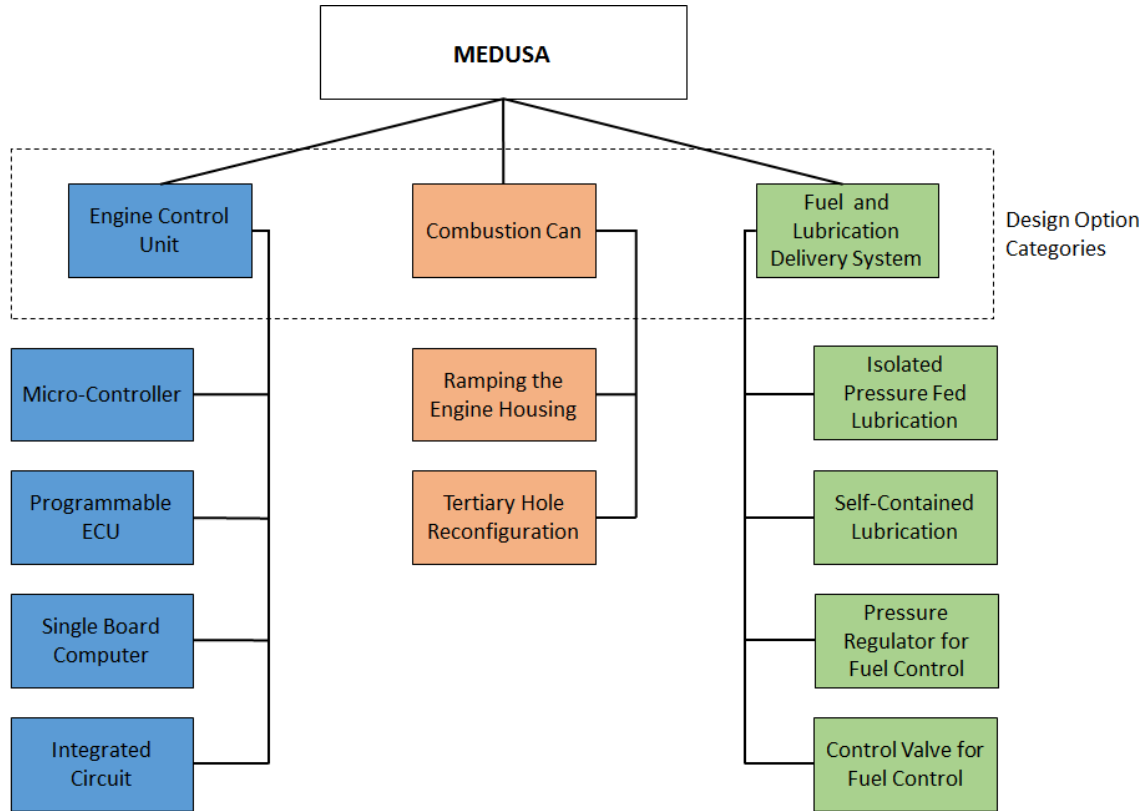 MEDUSA
Engine Control
Unit
Combustion Can
Fuel and
Lubrication
Delivery System
Design Option
Categories
Micro-Controller
Ramping the
Engine Housing
Isolated
Pressure Fed
Lubrication
Programmable
ECU
Tertiary Hole
Reconfiguration
Self-Contained
Lubrication
Single Board
Computer
Pressure
Regulator for
Fuel Control
Integrated
Circuit
Control Valve for
Fuel Control